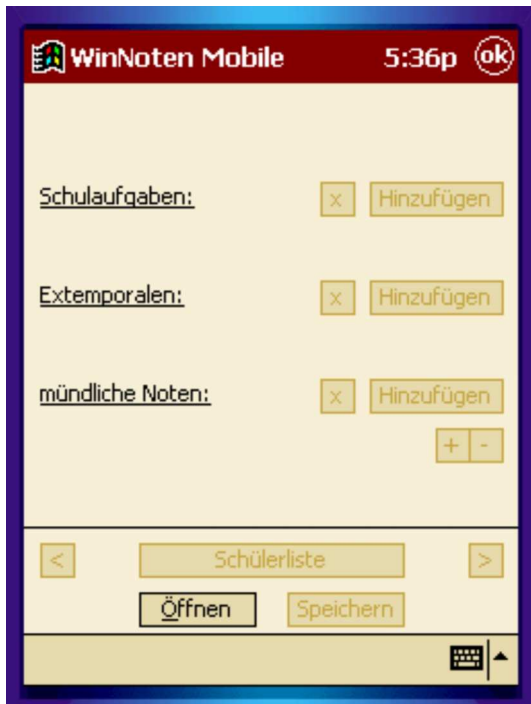 WinNoten Mobile 5:36p ok
Schulaufgaben: x Hinzufügen
Extemporalen: x Hinzufügen
mündliche Noten: x Hinzufügen
+ -
< Schülerliste >
Öffnen Speichern